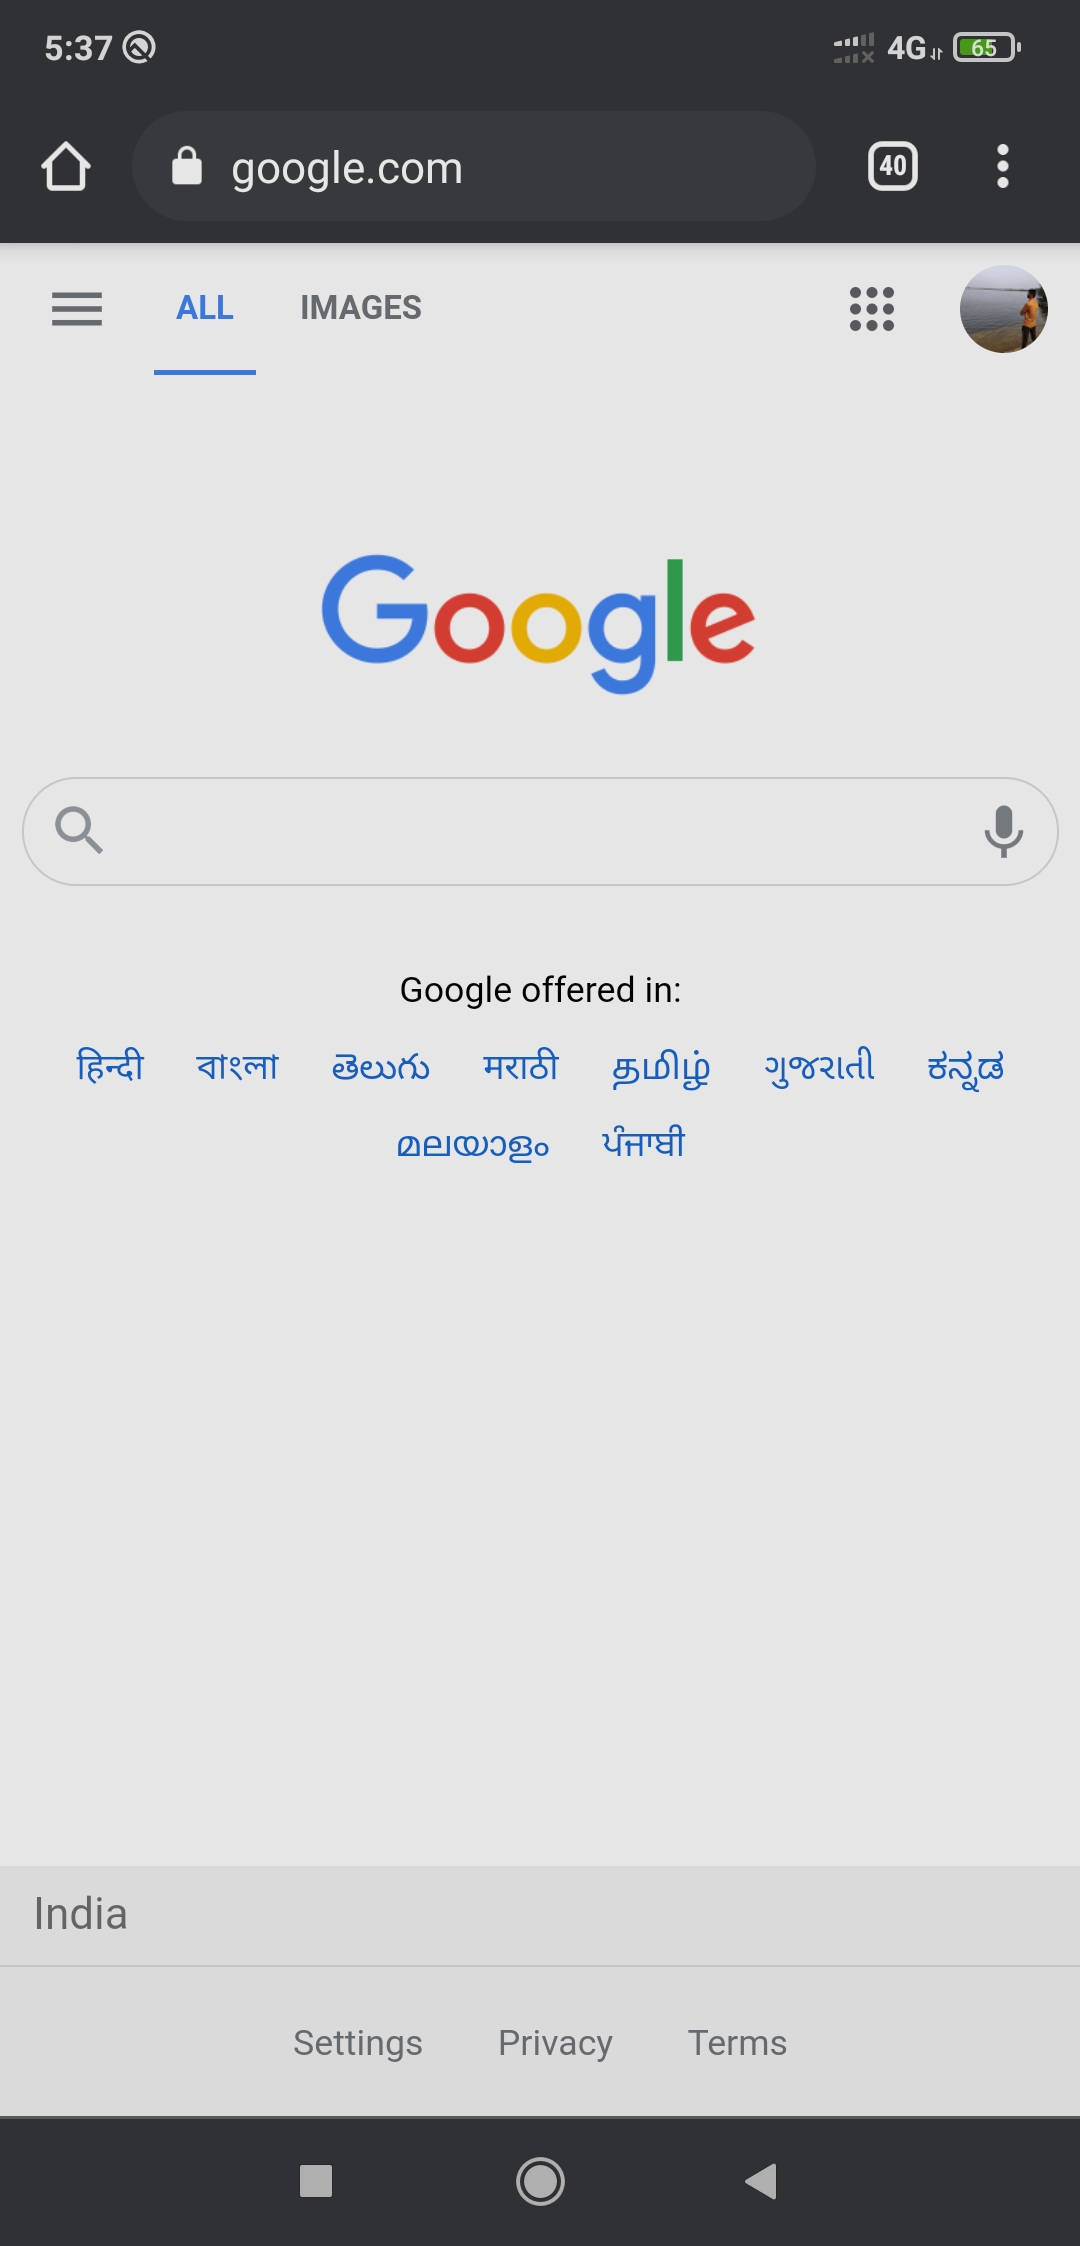 5:37 4G 65
google.com 40
ALL IMAGES
Google
Google offered in:
हिन्दी বাংলা తెలుగు मराठी தமிழ் ગુજરાતી ಕನ್ನಡ
മലയാളം ਪੰਜਾਬੀ
India
Settings Privacy Terms